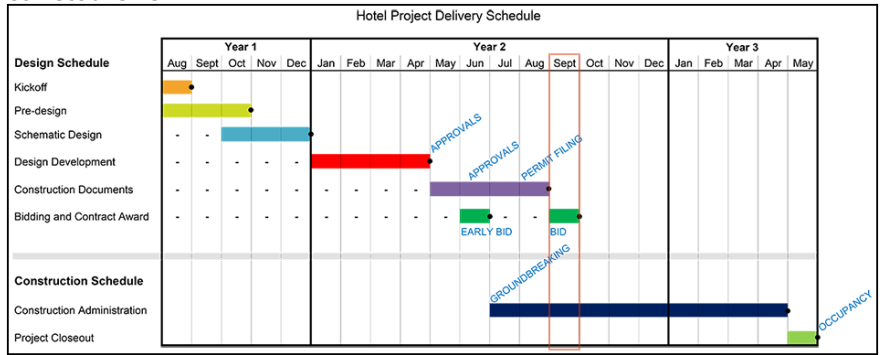 Hotel Project Delivery Schedule
Year 1 Year 2 Year 3
Design Schedule Aug Sept Oct Nov Dec Jan Feb Mar Apr May Jun Jul Aug Sept Oct Nov Dec Jan Feb Mar Apr May
Kickoff
Pre-design
Schematic Design - -
APPROVALS
Design Development - - - - -
APPROVALS PERMIT FILING
Construction Documents - - - - - - - - -
Bidding and Contract Award - - - - - - - - - - - -
EARLY BID BID
GROUNDBREAKING
Construction Schedule
Construction Administration
OCCUPANCY
Project Closeout